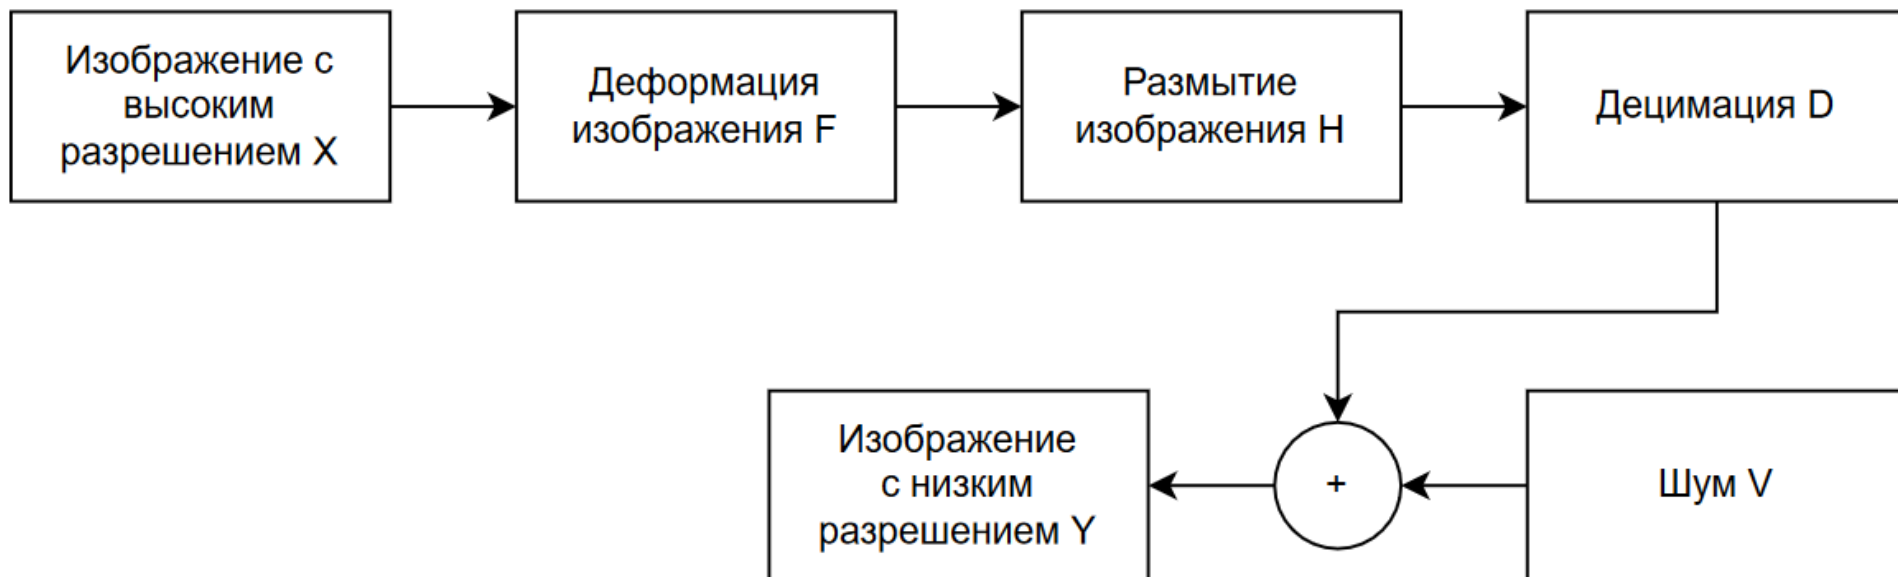 Изображение с
высоким
разрешением X
Деформация
изображения F
Размытие
изображения H
Децимация D
Изображение
с низким
разрешением Y
+
Шум V